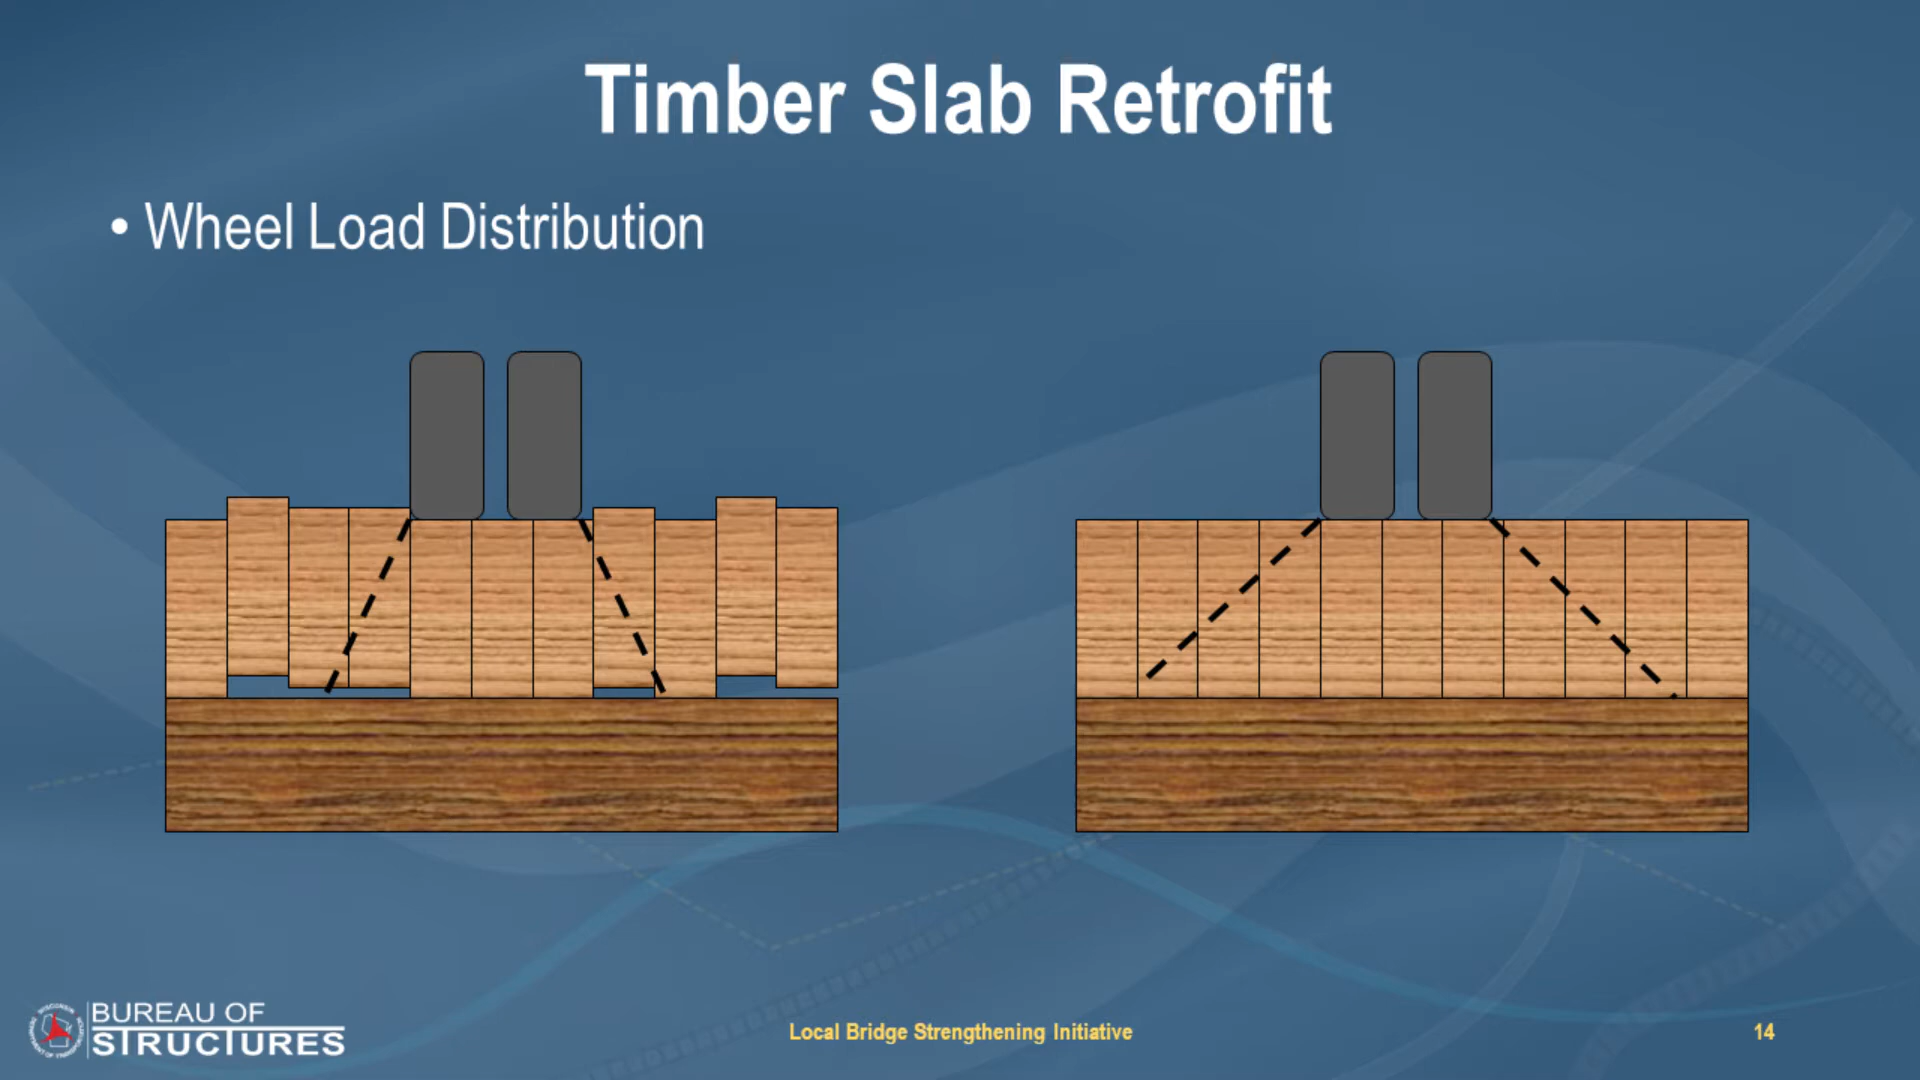 Timber Slab Retrofit
• Wheel Load Distribution
BUREAU OF
STRUCTURES
Local Bridge Strengthening Initiative
14